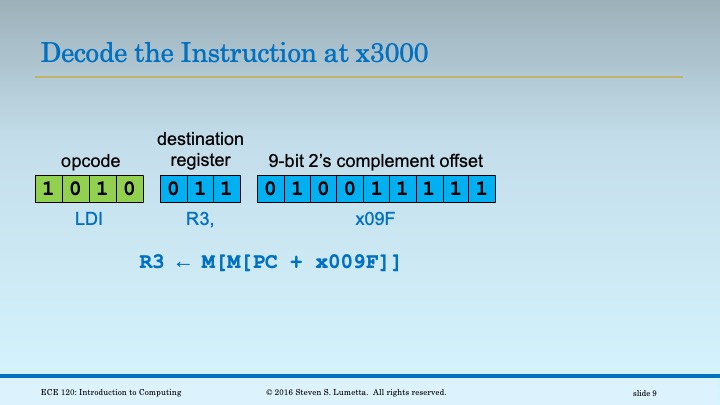 Decode the Instruction at x3000
destination
opcode register 9-bit 2's complement offset
1 0 1 0 0 1 1 0 1 0 0 1 1 1 1 1
LDI R3, x09F
R3 ← M[M[PC + x009F]]
ECE 120: Introduction to Computing © 2016 Steven S. Lumetta. All rights reserved. slide 9